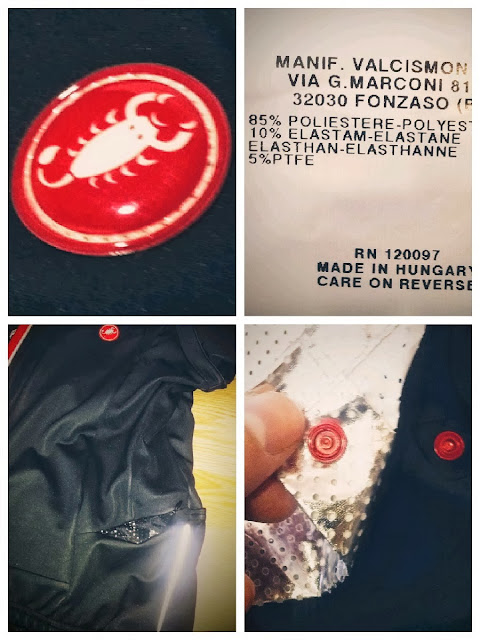 MANIF. VALCISMON
VIA G.MARCONI 81
32030 FONZASO
85% POLIESTERE-POLYEST
10% ELASTAM-ELASTANE
ELASTHAN-ELASTHANNE
5%PTFE
RN 120097
MADE IN HUNGARY
CARE ON REVERSE